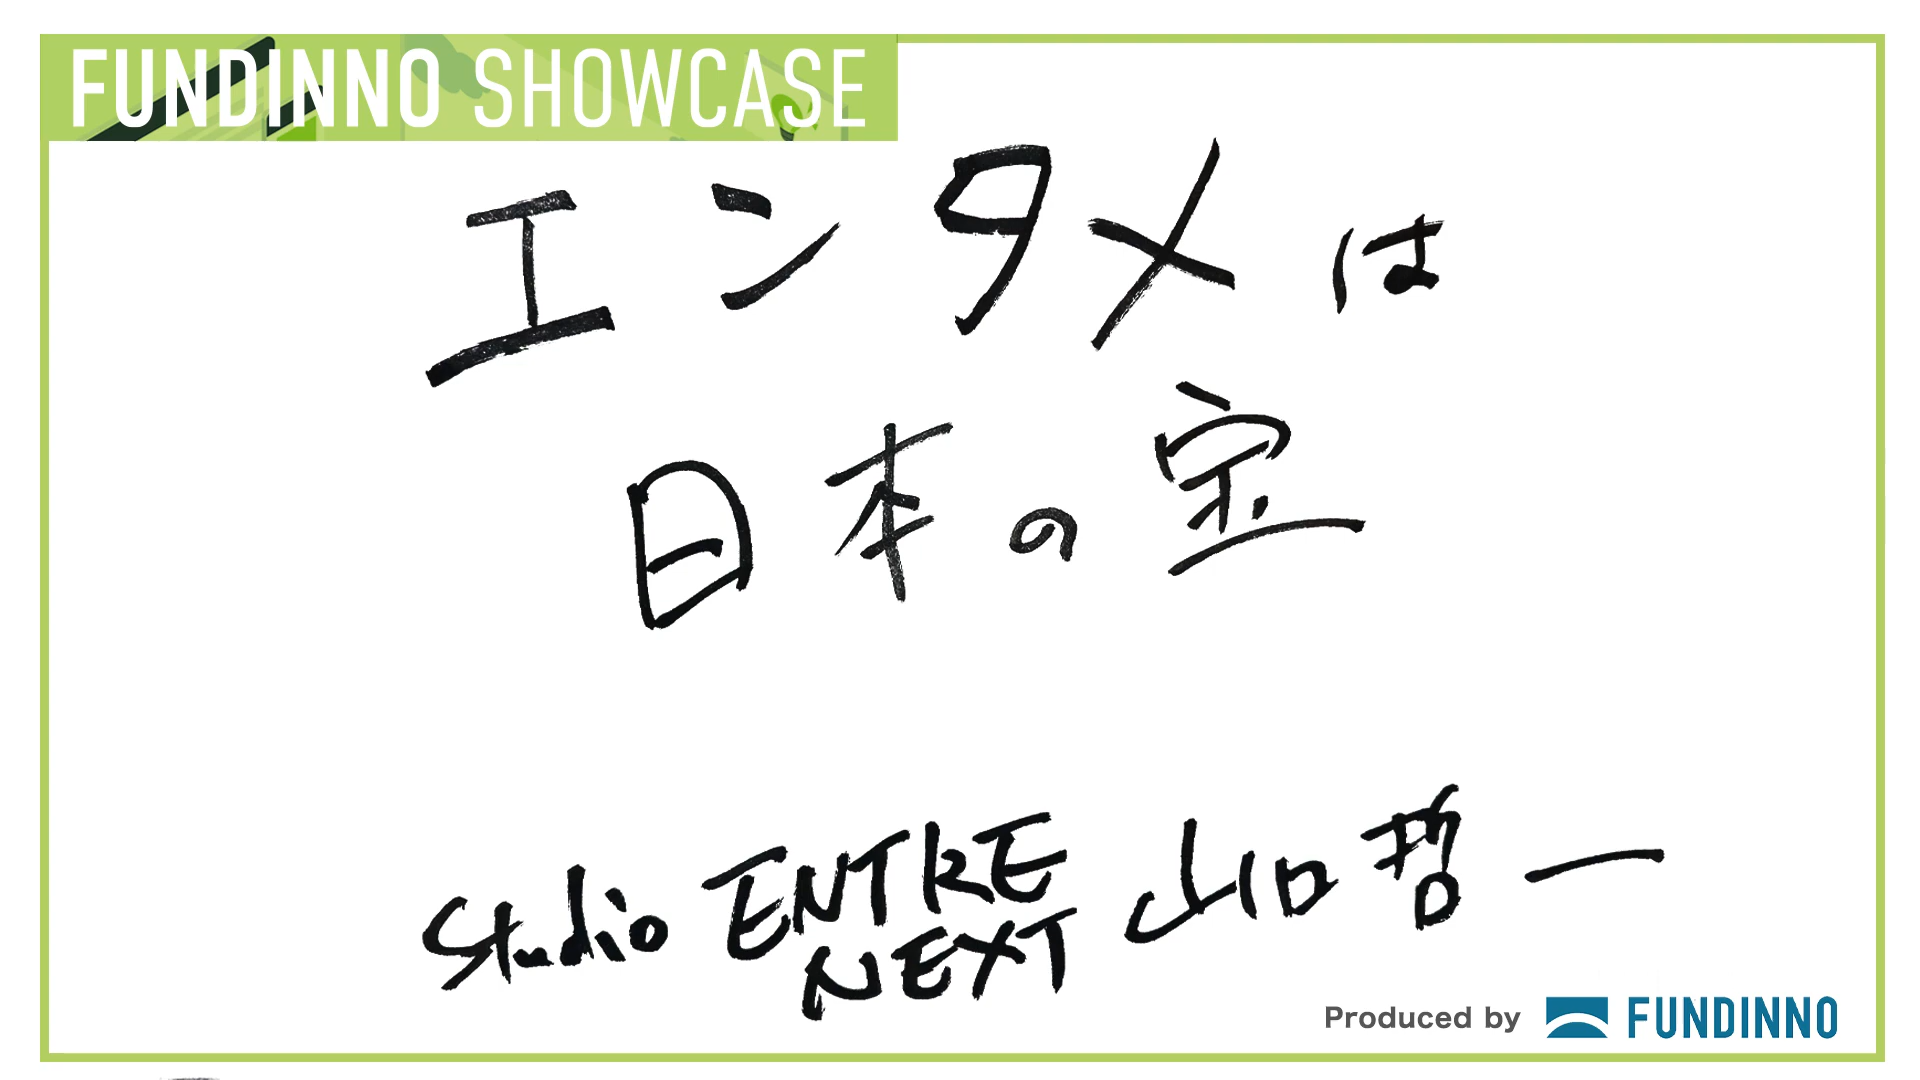 FUNDINNO SHOWCASE
エンタメは
日本の宝
Studio ENTRE 山口哲一
NEXT
Produced by FUNDINNO